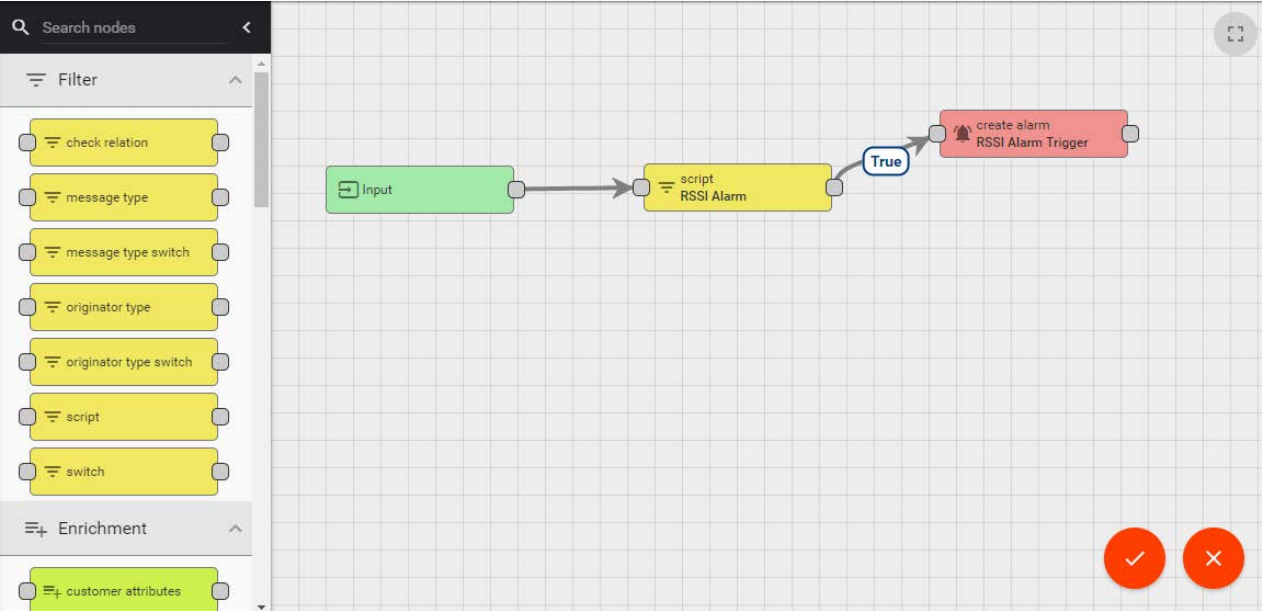 Search nodes
Filter
check relation
message type
message type switch
originator type
originator type switch
script
switch
Enrichment
customer attributes
Input
script
RSSI Alarm
True
create alarm
RSSI Alarm Trigger